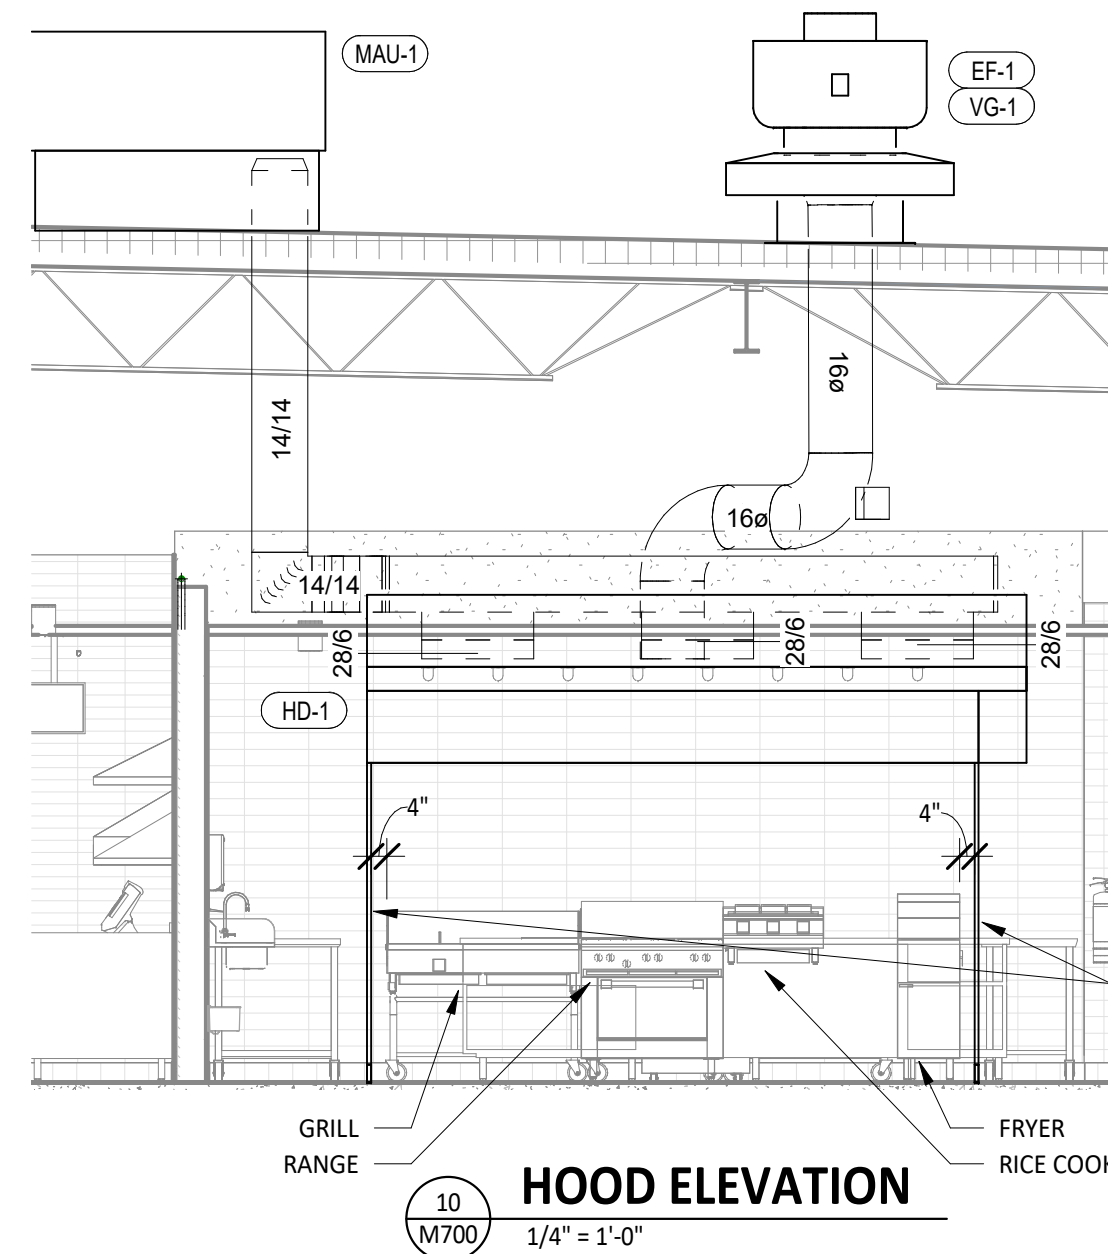 MAU-1
EF-1
VG-1
16ø
14/14
16ø
14/14
28/6
28/6
28/6
HD-1
4"
4"
GRILL
RANGE
FRYER
RICE
10
M700
HOOD ELEVATION
1/4" = 1'-0"